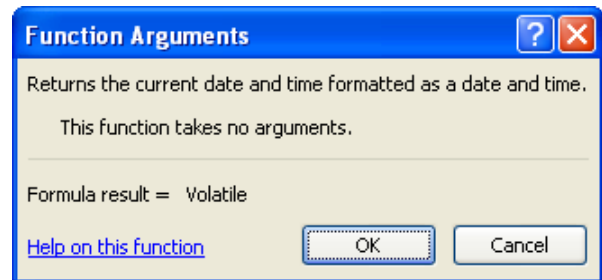 Function Arguments
Returns the current date and time formatted as a date and time.
This function takes no arguments.
Formula result = Volatile
Help on this function
OK
Cancel